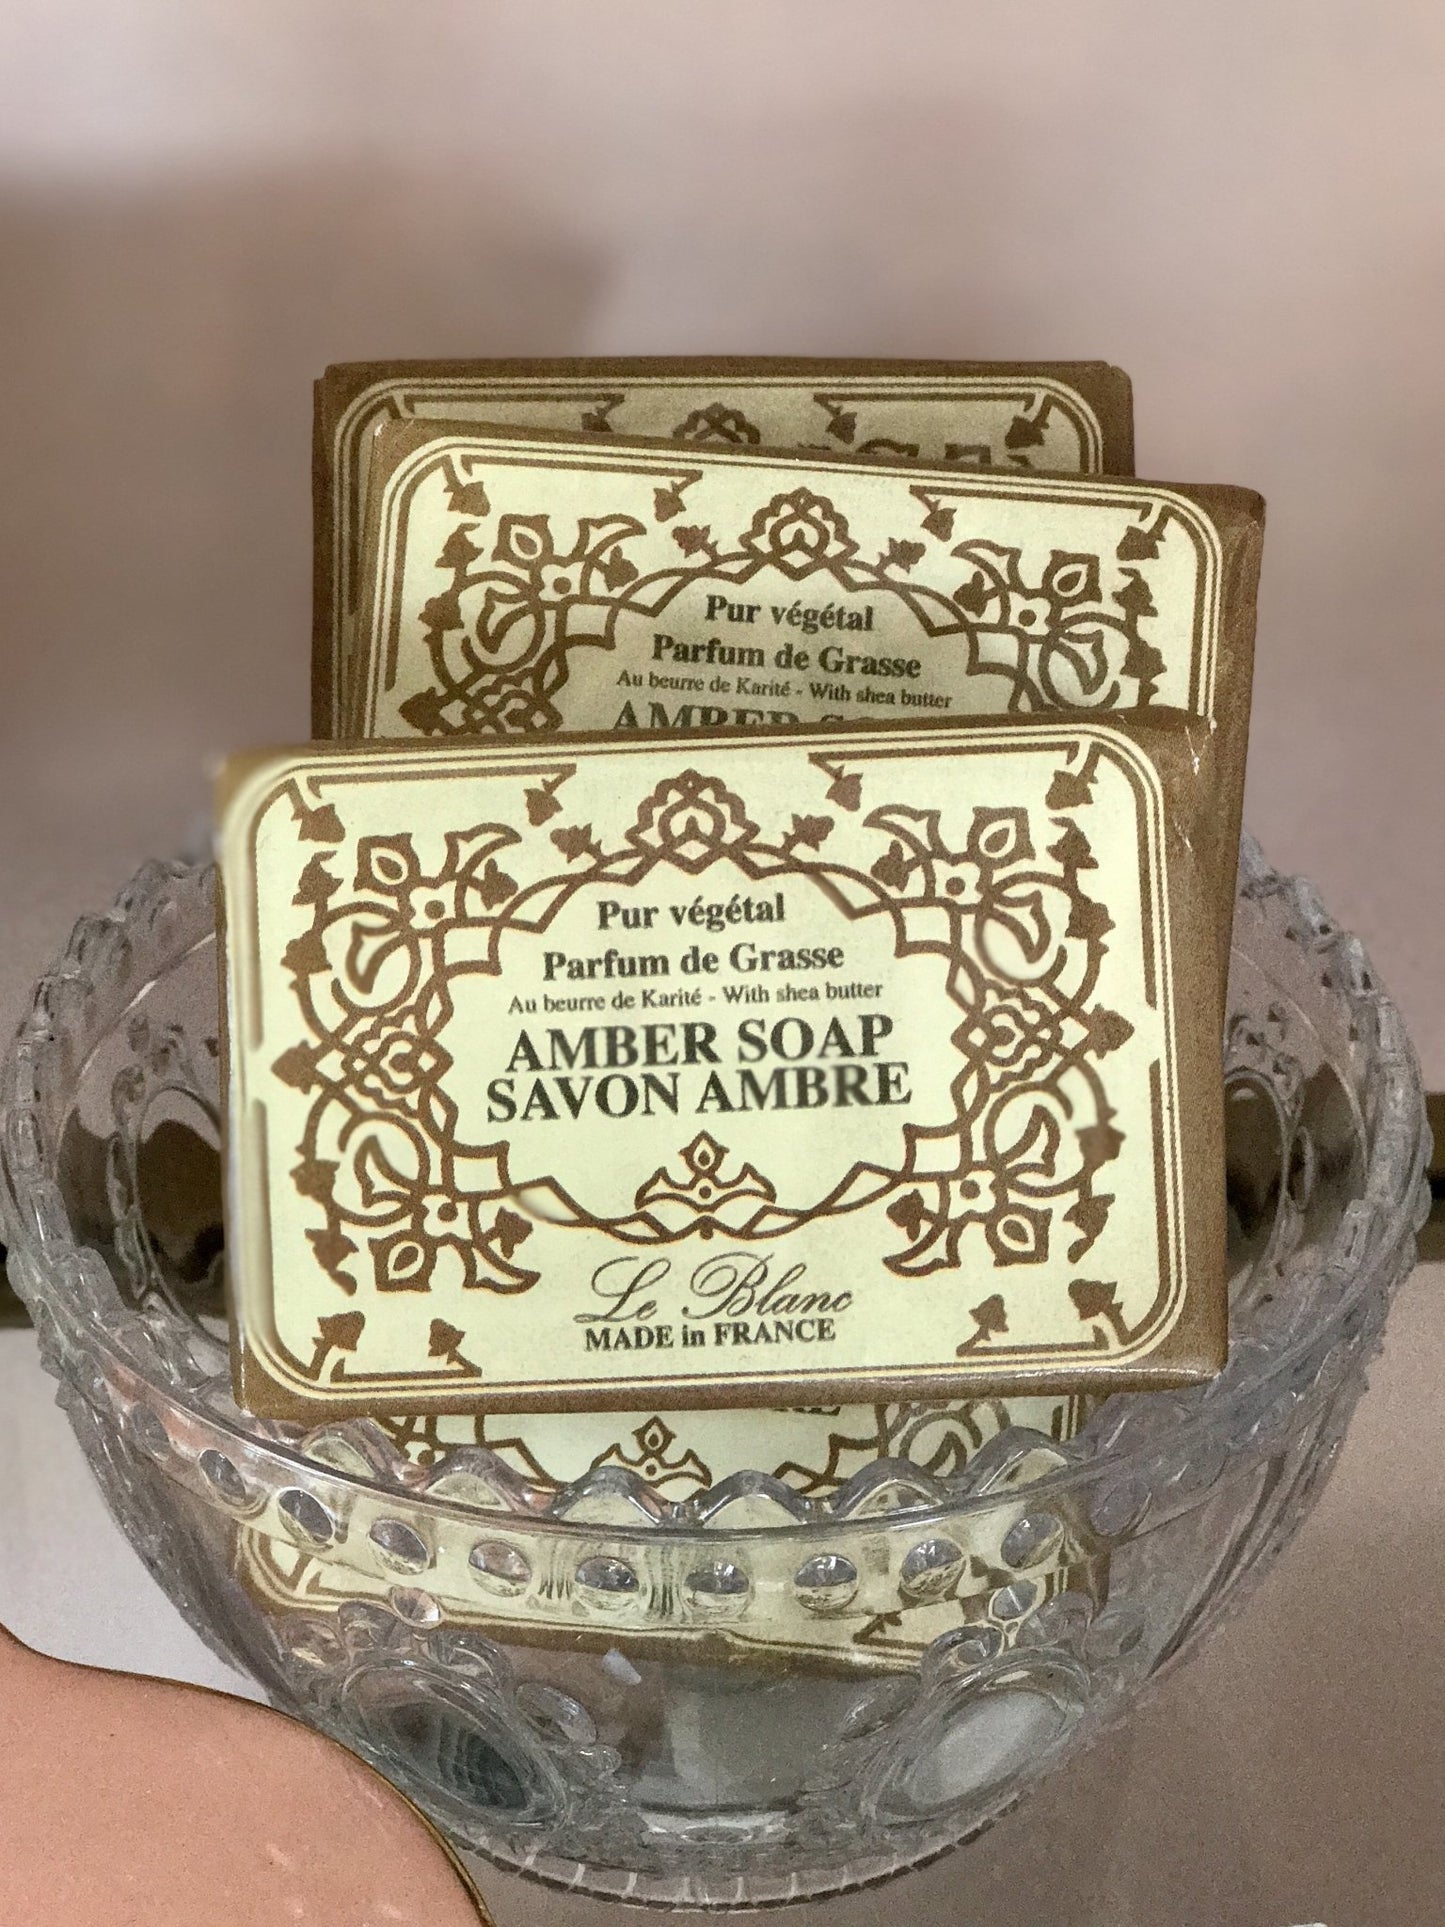 Pur végétal
Parfum de Grasse
Au beurre de Karité - With shea butter
AMBER
Pur végétal
Parfum de Grasse
Au beurre de Karité - With shea butter
AMBER SOAP
SAVON AMBRE
Le Blanc
MADE in FRANCE